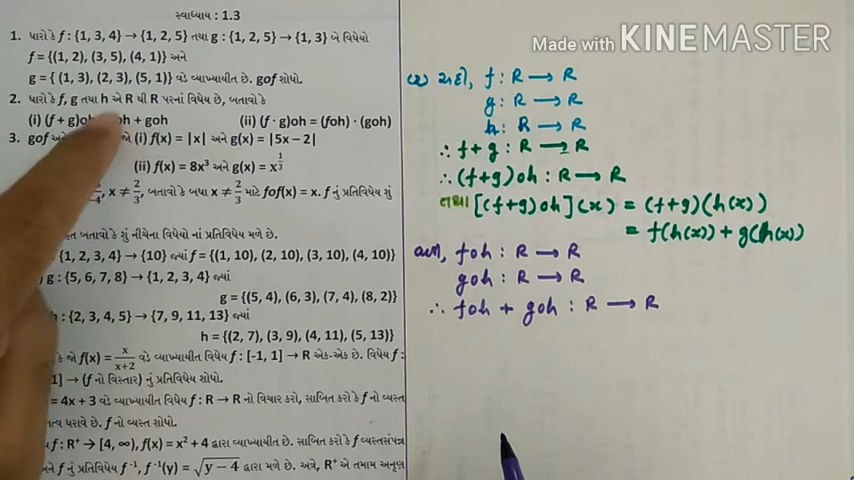 સ્વાધ્યાય : 1.3
1. ધારો કે f : {1, 3, 4} → {1, 2, 5} તથા g : {1, 2, 5} → {1, 3} બે વિધેયો
f = {(1, 2), (3, 5), (4, 1)} અને
g = { (1, 3), (2, 3), (5, 1)} વડે વ્યાખ્યાયીત છે. gof શોધો.
2. ધારો કે f, g તથા h એ R થી R પરનાં વિધેય છે, બતાવો કે
(i) (f + g)oh oh + goh (ii) (f · g)oh = (foh) · (goh)
3. gof અને જો (i) f(x) = |x| અને g(x) = |5x – 2|
(ii) f(x) = 8x³ અને g(x) = x^{1/3}
, x ≠ 2/3, બતાવો કે બધા x ≠ 2/3 માટે fof(x) = x. f નું પ્રતિવિધેય શું
બતાવો કે શું નીચેના વિધેયો નાં પ્રતિવિધેય મળે છે.
: {1, 2, 3, 4} → {10} જ્યાં f = {(1, 10), (2, 10), (3, 10), (4, 10)}
g : {5, 6, 7, 8} → {1, 2, 3, 4} જ્યાં
g = {(5, 4), (6, 3), (7, 4), (8, 2)}
h : {2, 3, 4, 5} → {7, 9, 11, 13} જ્યાં
h = {(2, 7), (3, 9), (4, 11), (5, 13)}
કે જો f(x) = x/(x+2) વડે વ્યાખ્યાયીત વિધેય f : [-1, 1] → R એક-એક છે. વિધેય f :
1] → (f નો વિસ્તાર) નું પ્રતિવિધેય શોધો.
= 4x + 3 વડે વ્યાખ્યાયીત વિધેય f : R → R નો વિચાર કરો, સાબિત કરો કે f નો વ્યસ્ત
ધરાવે છે. f નો વ્યસ્ત શોધો.
f : R⁺ → [4, ∞), f(x) = x² + 4 દ્વારા વ્યાખ્યાયીત છે. સાબિત કરો કે f વ્યસ્તસંપન્ન
અને f નું પ્રતિવિધેય f⁻¹, f⁻¹(y) = √(y – 4) દ્વારા મળે છે. અત્રે, R⁺ એ તમામ અનૃણ
Made with KINEMASTER
(૨) અહીં, f : R → R
g : R → R
h : R → R
∴ f + g : R → R
∴ (f + g) oh : R → R
તથા [(f+g) oh] (x) = (f+g) (h(x))
= f(h(x)) + g(h(x))
foh : R → R
goh : R → R
∴ foh + goh : R → R